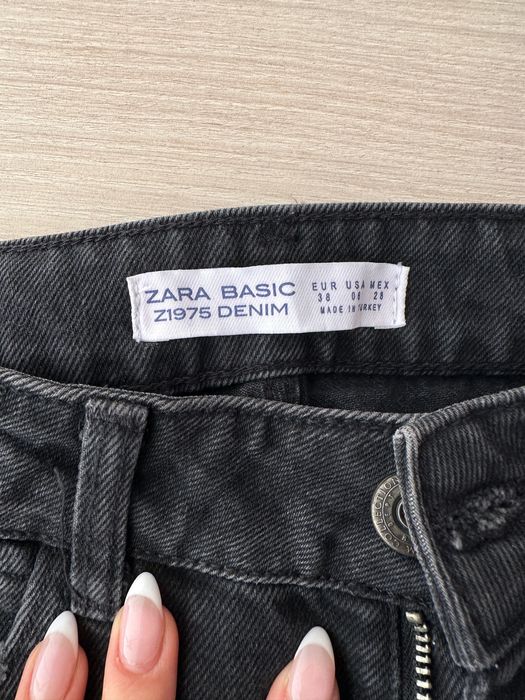 ZARA BASIC
Z1975 DENIM
EUR USA MEX
38 06 28
MADE IN TURKEY